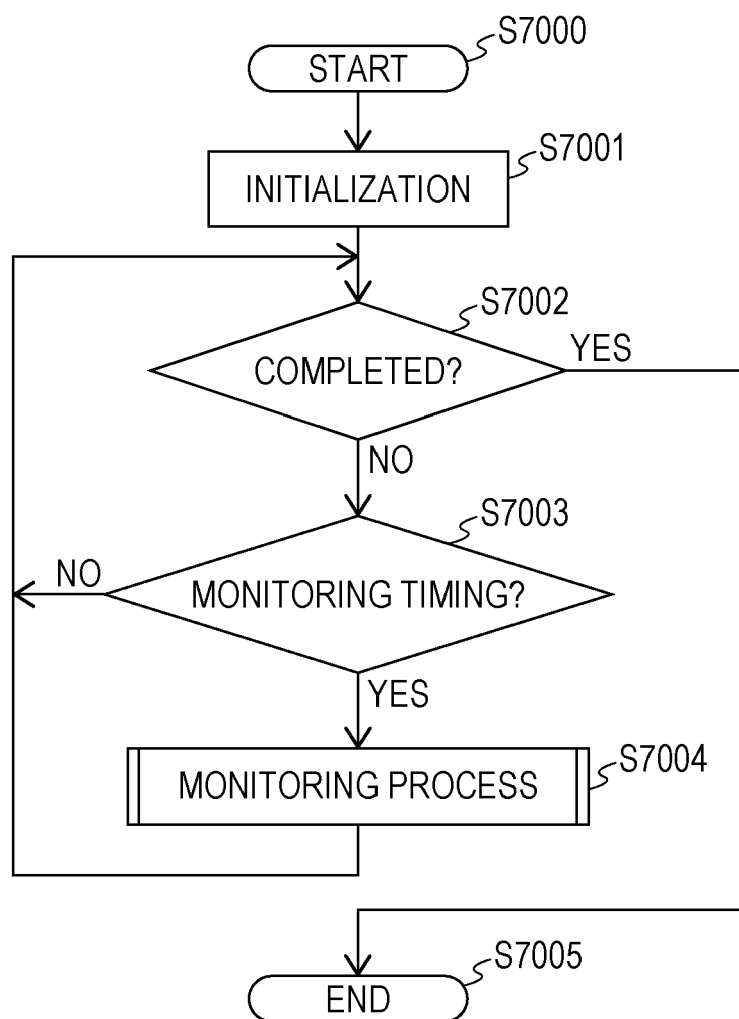 S7000
START
S7001
INITIALIZATION
S7002
COMPLETED?
YES
NO
S7003
NO
MONITORING TIMING?
YES
S7004
MONITORING PROCESS
S7005
END